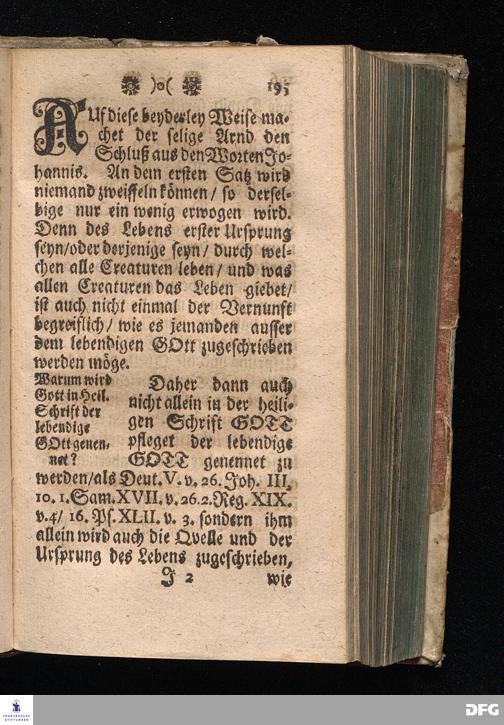 )o( 195
AUf diese beyderley Weise ma-
chet der selige Arnd den
Schluß aus den Worten Jo-
hannis. An dem ersten Satz wird
niemand zweiffeln können / so dersel-
bige nur ein wenig erwogen wird.
Denn des Lebens erster Ursprung
seyn / oder derjenige seyn / durch wel-
chen alle Creaturen leben / und was
allen Creaturen das Leben giebet /
ist auch nicht einmal der Vernunft
begreiflich / wie es jemanden ausser
dem lebendigen GOtt zugeschrieben
werden möge.
Warum wird
Gott in Heil.
Schrift der
lebendige
GOtt genen-
net?
Daher dann auch
nicht allein in der heili-
gen Schrift GOTT
pfleget der lebendige
GOTT genennet zu
werden / als Deut. V. v. 26. Joh. III.
10. 1. Sam. XVII. v. 26. 2. Reg. XIX.
v. 4 / 16. Ps. XLII. v. 3. sondern ihm
allein wird auch die Qvelle und der
Ursprung des Lebens zugeschrieben,
J 2 wie
FRANCKESCHE
STIFTUNGEN
DFG